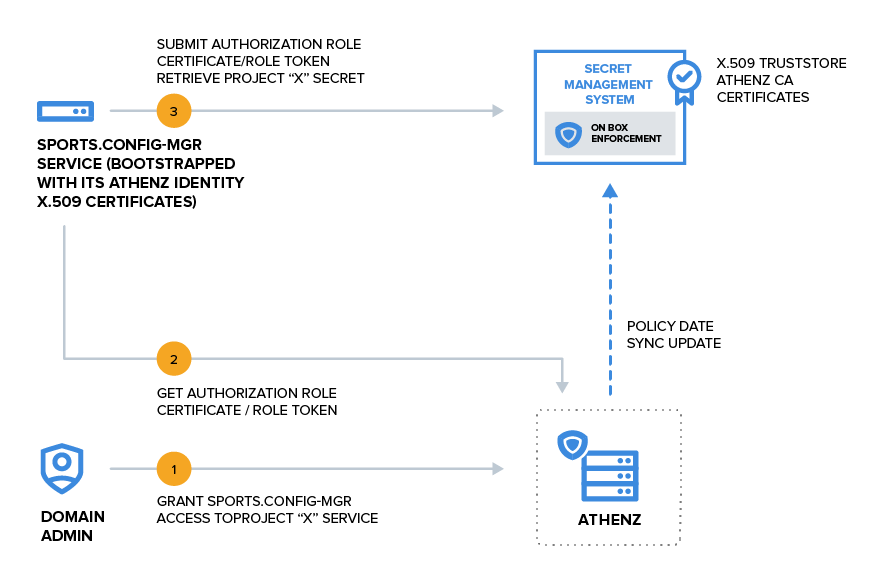 SUBMIT AUTHORIZATION ROLE
CERTIFICATE/ROLE TOKEN
RETRIEVE PROJECT “X” SECRET
3
SPORTS.CONFIG-MGR
SERVICE (BOOTSTRAPPED
WITH ITS ATHENZ IDENTITY
X.509 CERTIFICATES)
SECRET
MANAGEMENT
SYSTEM
ON BOX
ENFORCEMENT
X.509 TRUSTSTORE
ATHENZ CA
CERTIFICATES
POLICY DATE
SYNC UPDATE
2
GET AUTHORIZATION ROLE
CERTIFICATE / ROLE TOKEN
1
GRANT SPORTS.CONFIG-MGR
ACCESS TOPROJECT “X” SERVICE
DOMAIN
ADMIN
ATHENZ